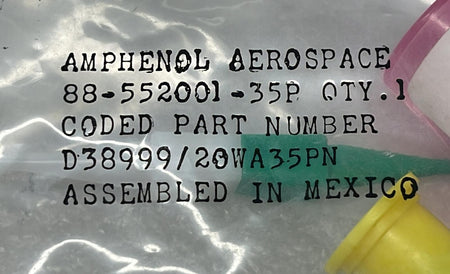 AMPHENOL AEROSPACE
88-552001-35P QTY.1
CODED PART NUMBER
D38999/20WA35PN
ASSEMBLED IN MEXICO